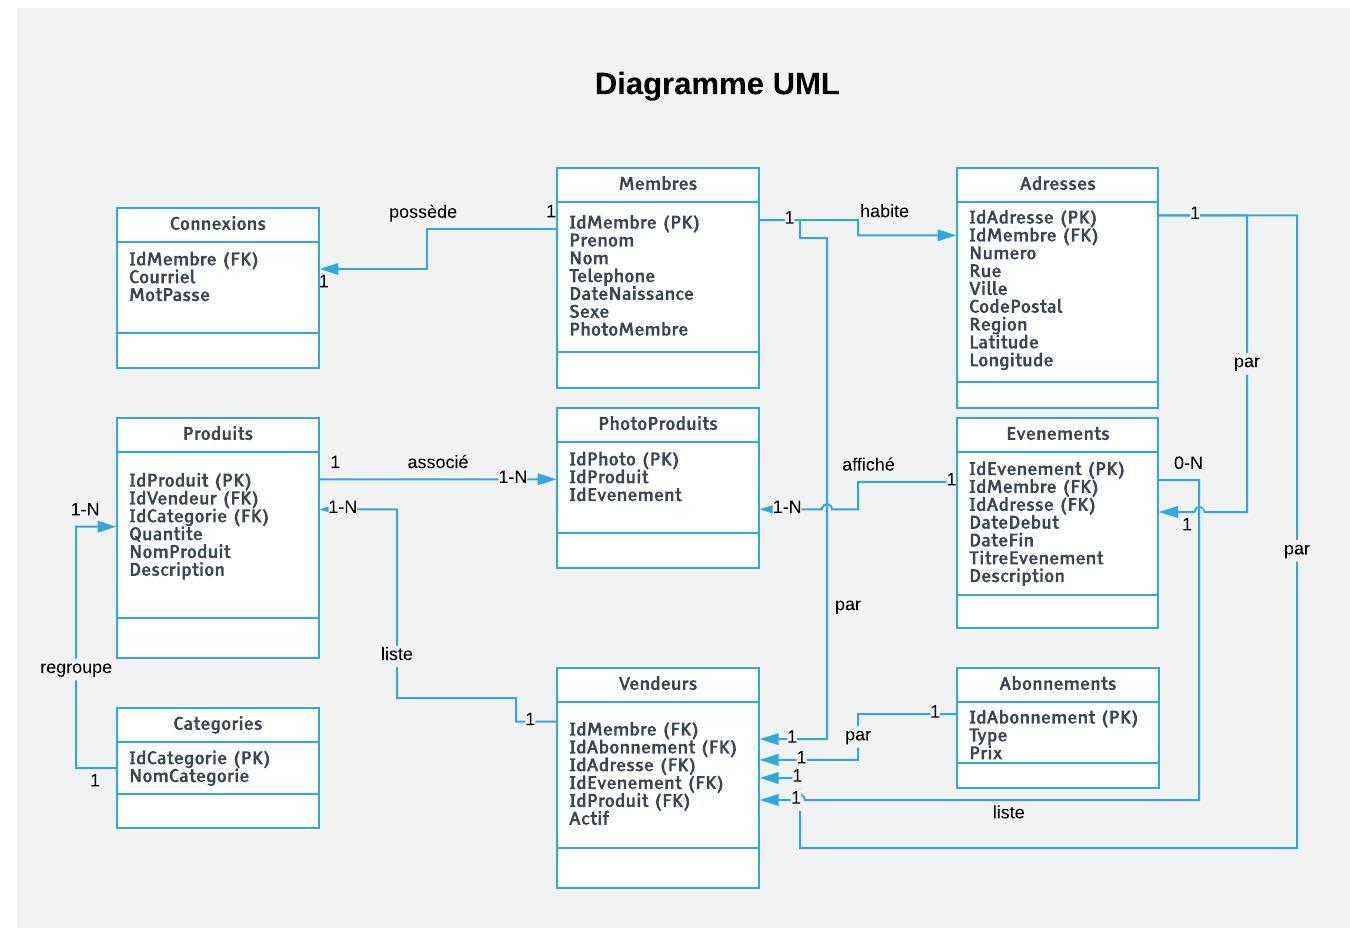 Diagramme UML
Connexions
IdMembre (FK)
Courriel
MotPasse
possède
1
1
Membres
IdMembre (PK)
Prenom
Nom
Telephone
DateNaissance
Sexe
PhotoMembre
1
habite
Adresses
IdAdresse (PK)
IdMembre (FK)
Numero
Rue
Ville
CodePostal
Region
Latitude
Longitude
1
par
par
Produits
IdProduit (PK)
IdVendeur (FK)
IdCategorie (FK)
Quantite
NomProduit
Description
1
associé
1-N
1-N
1-N
PhotoProduits
IdPhoto (PK)
IdProduit
IdEvenement
affiché
1
1-N
Evenements
IdEvenement (PK)
IdMembre (FK)
IdAdresse (FK)
DateDebut
DateFin
TitreEvenement
Description
0-N
1
par
regroupe
liste
Categories
IdCategorie (PK)
NomCategorie
1
1
Vendeurs
IdMembre (FK)
IdAbonnement (FK)
IdAdresse (FK)
IdEvenement (FK)
IdProduit (FK)
Actif
1
1
1
1
par
1
Abonnements
IdAbonnement (PK)
Type
Prix
liste